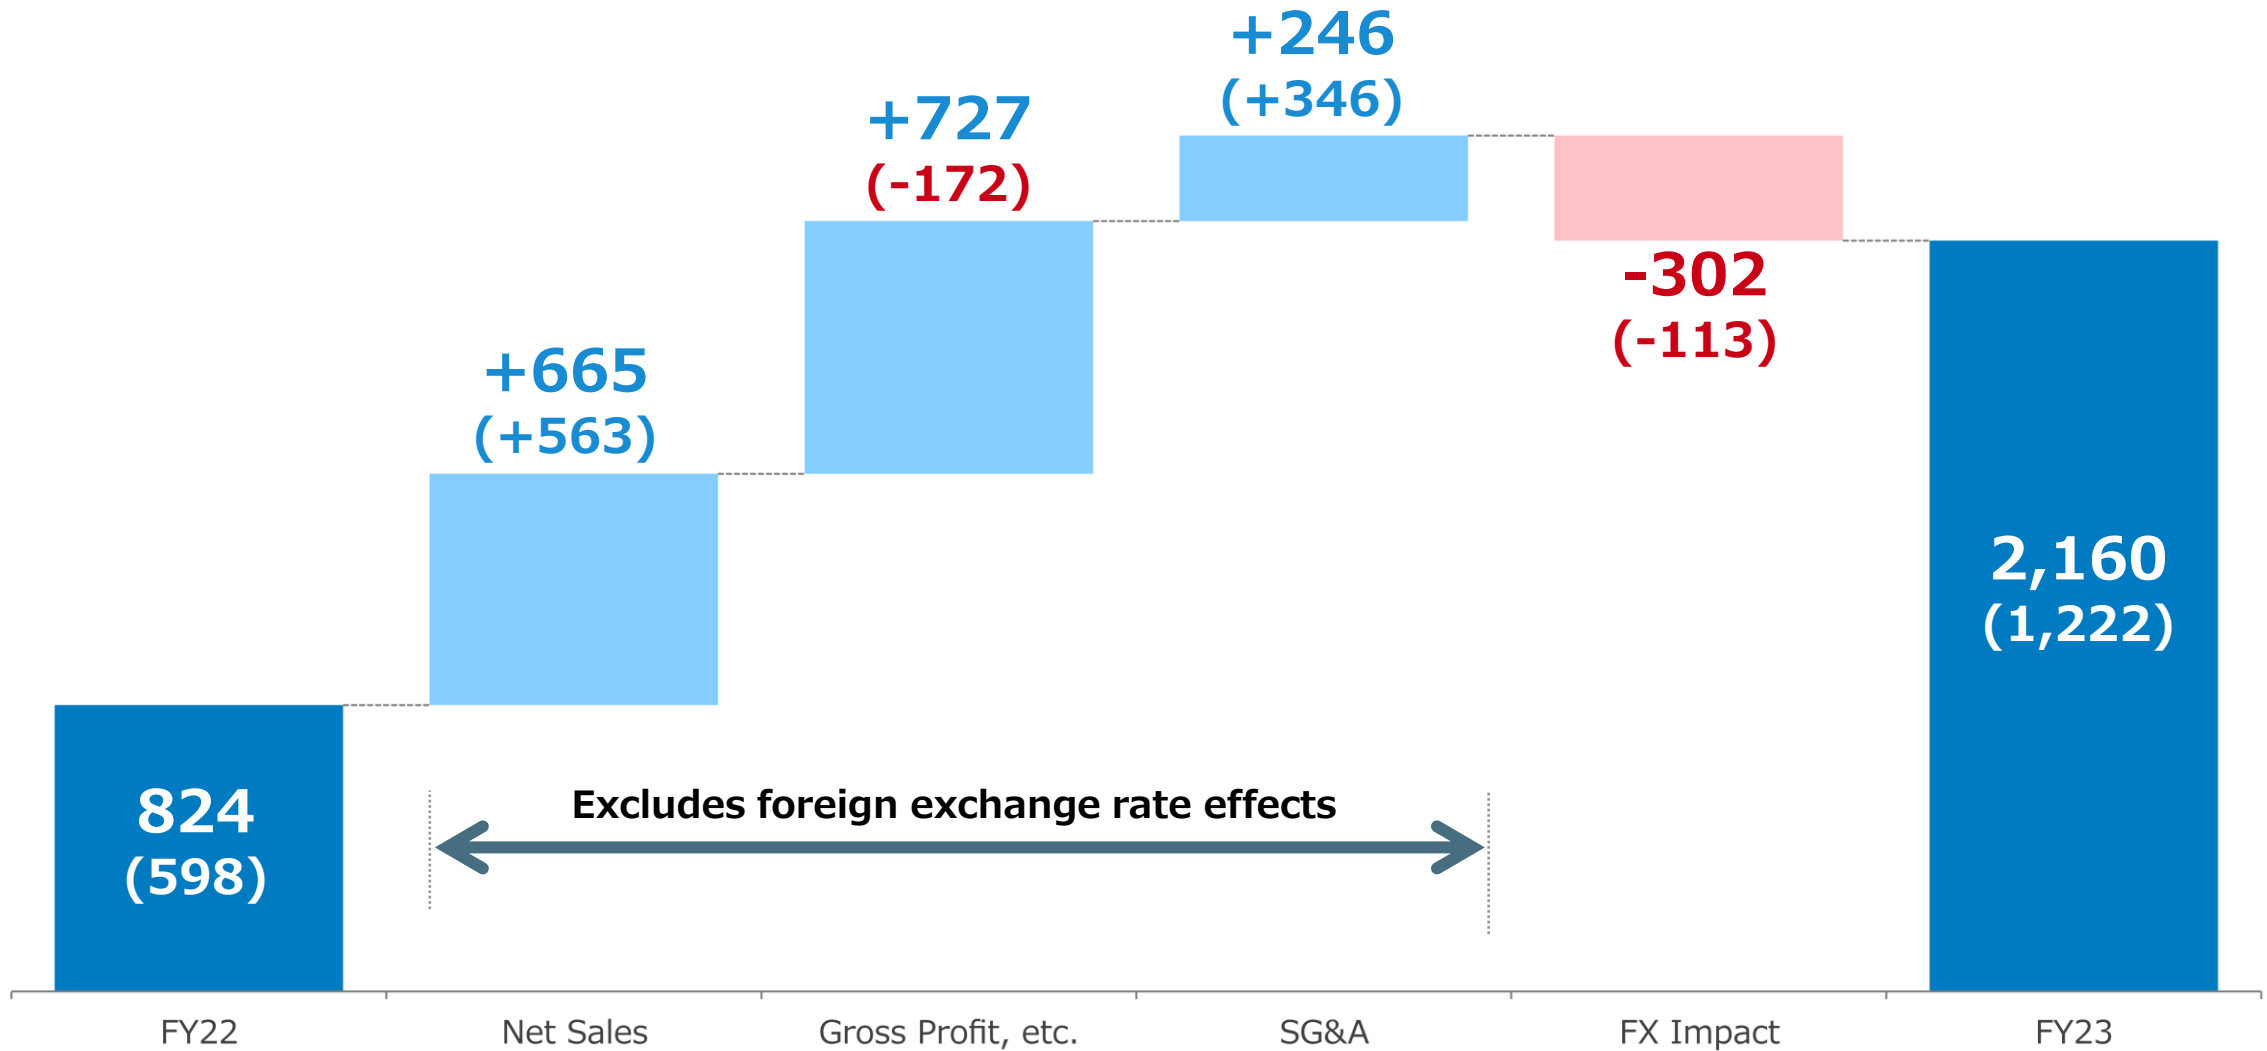 +246
(+346)
+727
(-172)
-302
(-113)
+665
(+563)
2,160
(1,222)
Excludes foreign exchange rate effects
824
(598)
FY22
Net Sales
Gross Profit, etc.
SG&A
FX Impact
FY23